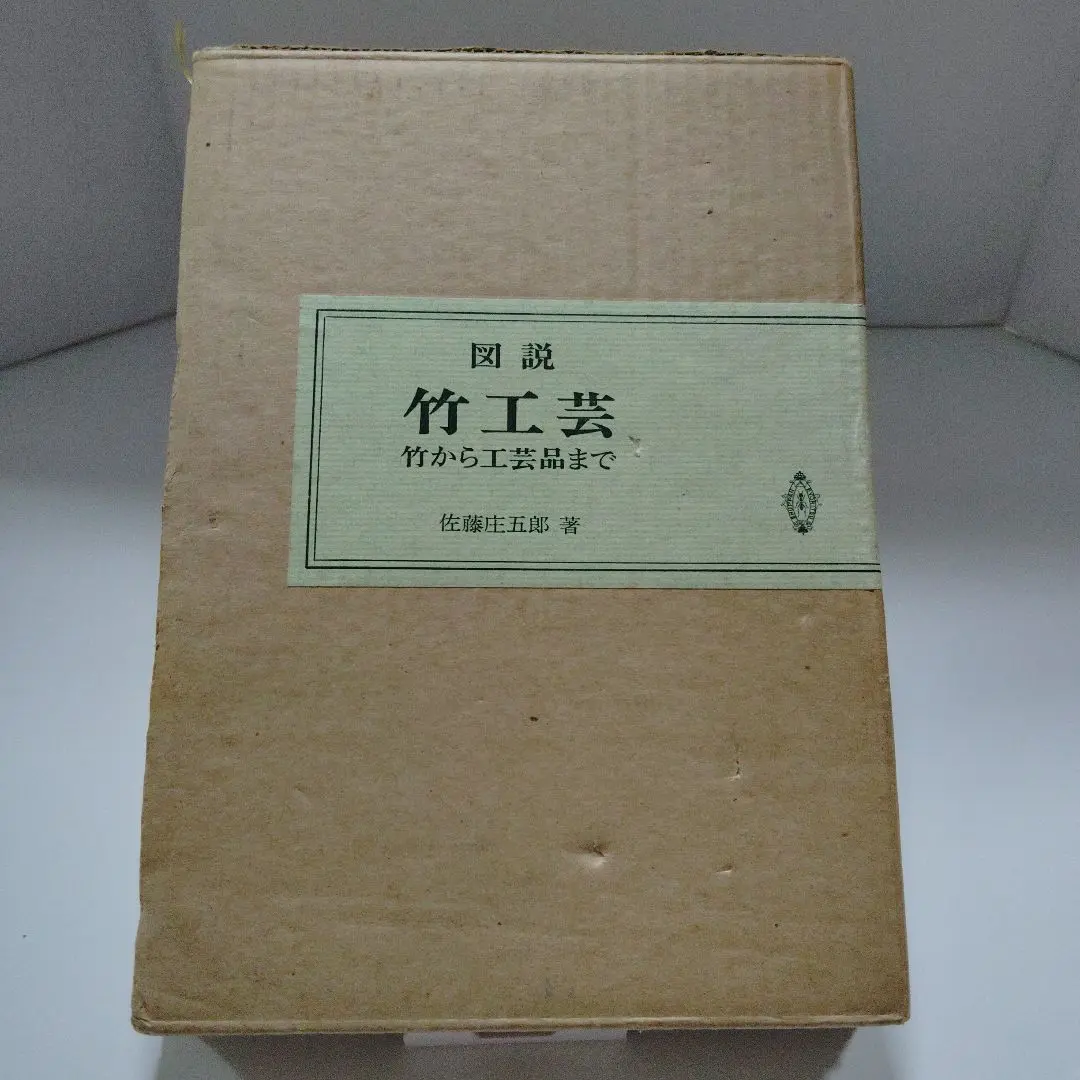 図説
竹工芸
竹から工芸品まで
佐藤庄五郎 著